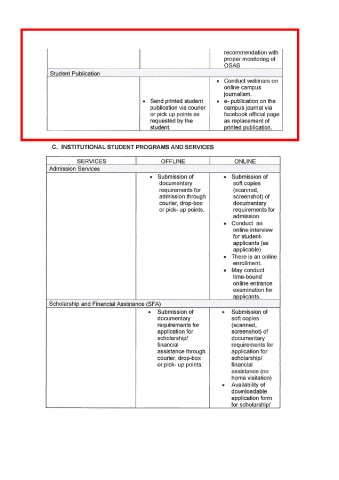 recommendation with
proper monitoring of
OSAS
Student Publication
• Send printed student
publication via courier
or pick up points as
requested by the
student.
• Conduct webinars on
online campus
journalism.
• e- publication on the
campus journal via
facebook official page
as replacement of
printed publication.
C. INSTITUTIONAL STUDENT PROGRAMS AND SERVICES
SERVICES OFFLINE ONLINE
Admission Services
• Submission of
documentary
requirements for
admission through
courier, drop-box
or pick- up points.
• Submission of
soft copies
(scanned,
screenshot) of
documentary
requirements for
admission
• Conduct an
online interview
for student-
applicants (as
applicable)
• There is an online
enrollment.
• May conduct
time-bound
online entrance
examination for
applicants.
Scholarship and Financial Assistance (SFA)
• Submission of
documentary
requirements for
application for
scholarship/
financial
assistance through
courier, drop-box
or pick- up points.
• Submission of
soft copies
(scanned,
screenshot) of
documentary
requirements for
application for
scholarship/
financial
assistance (no
home visitation)
• Availability of
downloadable
application form
for scholarship/